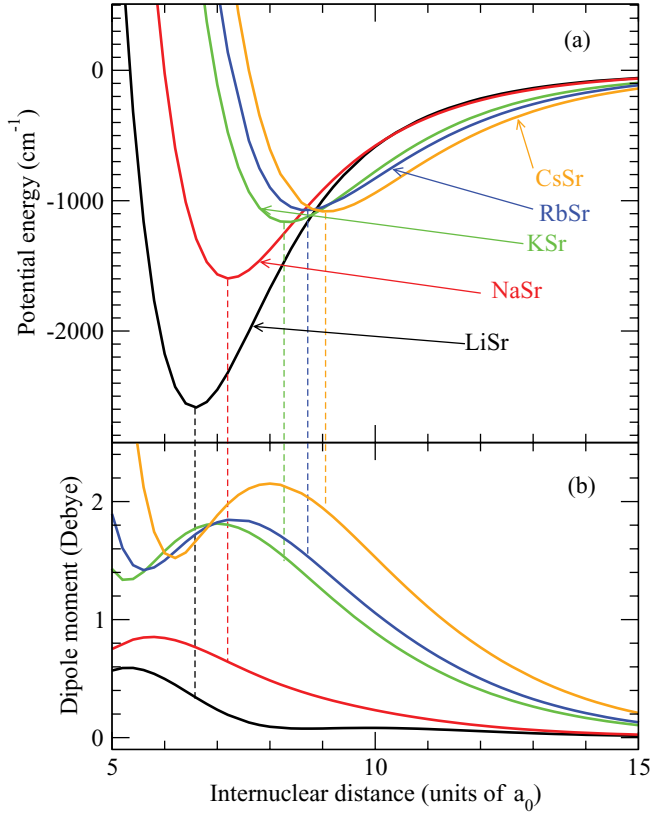 (a)
0
-1000
-2000
Potential energy (cm-1)
CsSr
RbSr
KSr
NaSr
LiSr
(b)
2
1
0
Dipole moment (Debye)
5
10
15
Internuclear distance (units of a0)